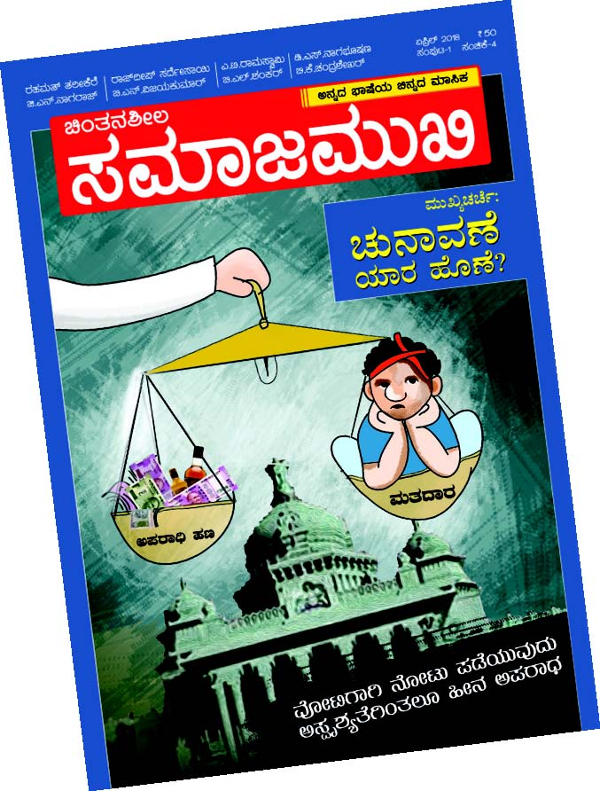 ರಹಮತ್ ತರೀಕೆರೆ | ರಾಜ್‌ದೀಪ್ ಸರ್ದೇಸಾಯಿ | ಎ.ಟಿ.ರಾಮಸ್ವಾಮಿ | ಡಿ.ಎಸ್.ನಾಗಭೂಷಣ
ಜಿ.ಎನ್.ನಾಗರಾಜ್ | ಬಿ.ಎನ್.ವಿಜಯಕುಮಾರ್ | ಬಿ.ಎಲ್.ಶಂಕರ್ | ಬಿ.ಕೆ.ಚಂದ್ರಶೇಖರ್
ಏಪ್ರಿಲ್ 2018 ₹50
ಸಂಪುಟ-1 ಸಂಚಿಕೆ-4
ಅನ್ನದ ಭಾಷೆಯ ಚಿನ್ನದ ಮಾಸಿಕ
ಚಿಂತನಶೀಲ
ಸಮಾಜಮುಖಿ
ಮುಖ್ಯಚರ್ಚೆ:
ಚುನಾವಣೆ
ಯಾರ ಹೊಣೆ?
ಮತದಾರ
ಅಪರಾಧಿ ಹಣ
ವೋಟಿಗಾಗಿ ನೋಟು ಪಡೆಯುವುದು
ಅಸ್ಪೃಶ್ಯತೆಗಿಂತಲೂ ಹೀನ ಅಪರಾಧ